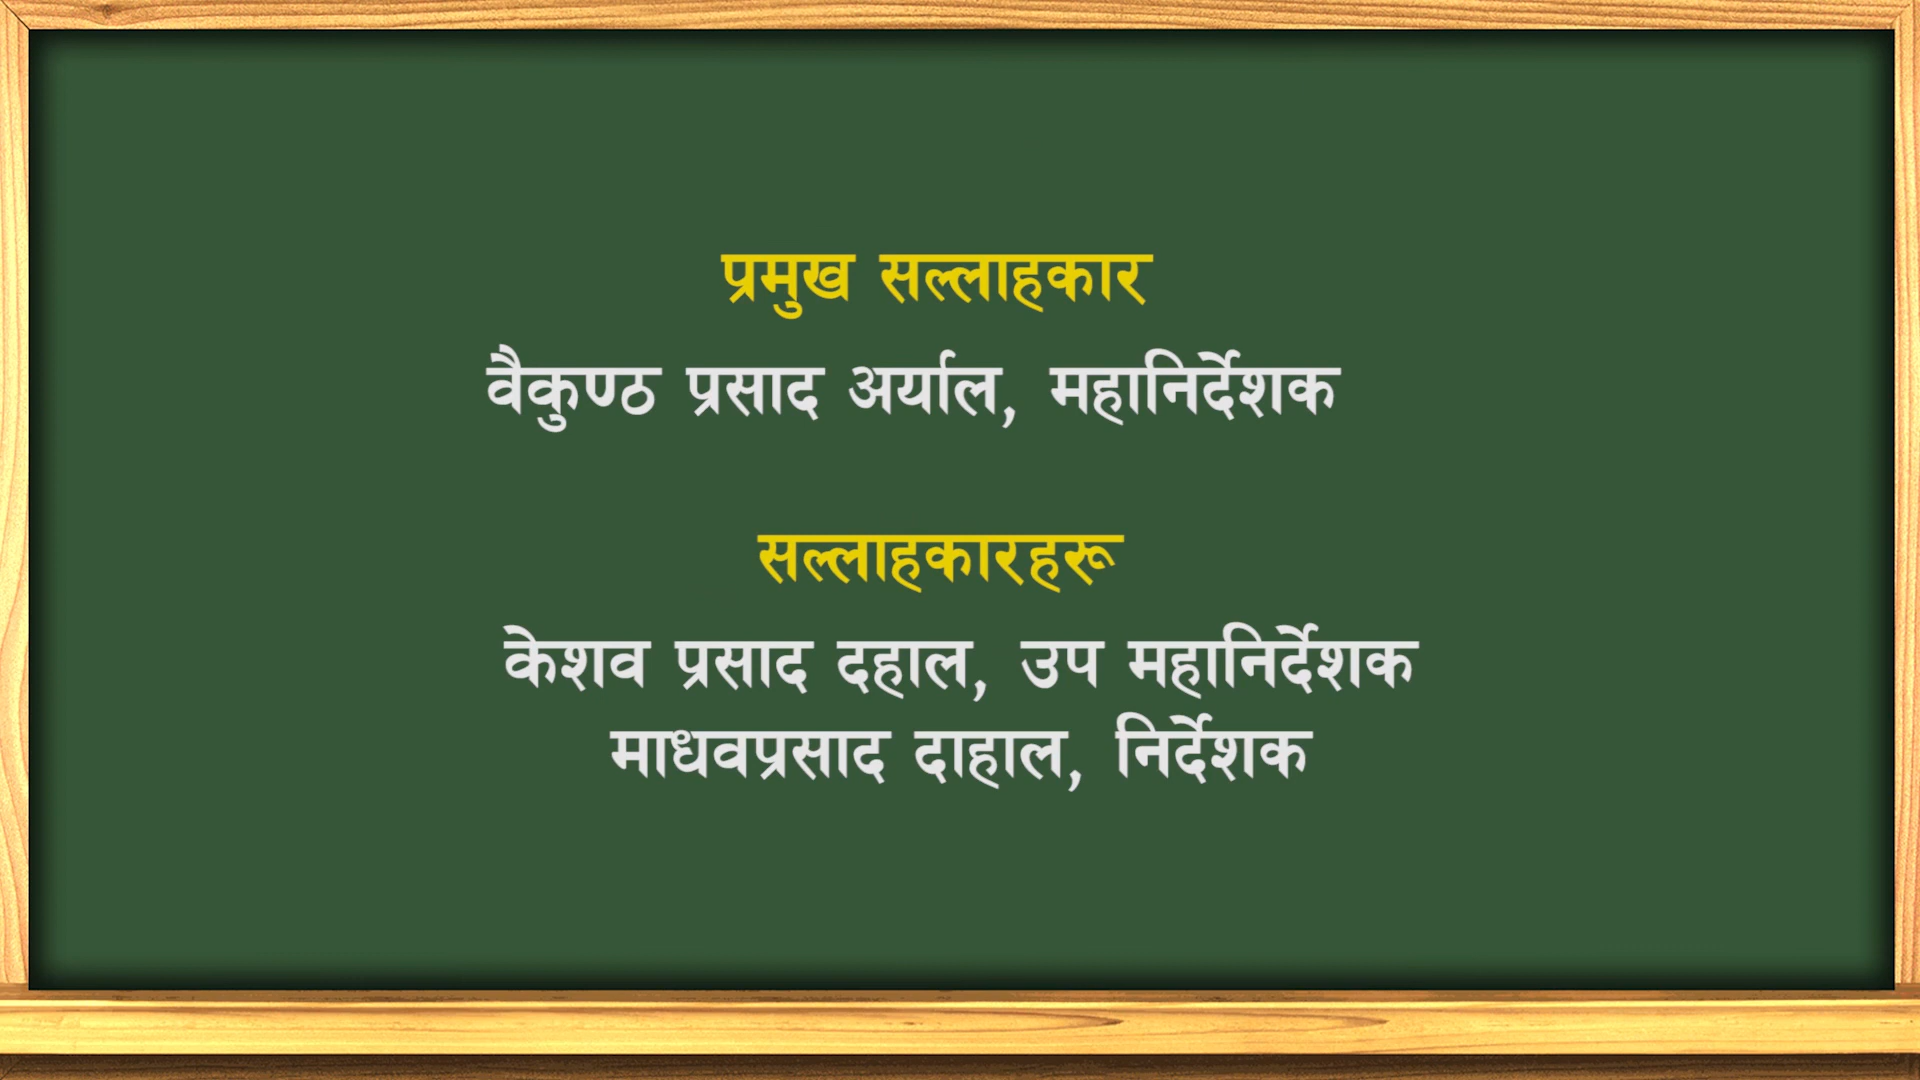 प्रमुख सल्लाहकार
वैकुण्ठ प्रसाद अर्याल, महानिर्देशक
सल्लाहकारहरू
केशव प्रसाद दहाल, उप महानिर्देशक
माधवप्रसाद दाहाल, निर्देशक